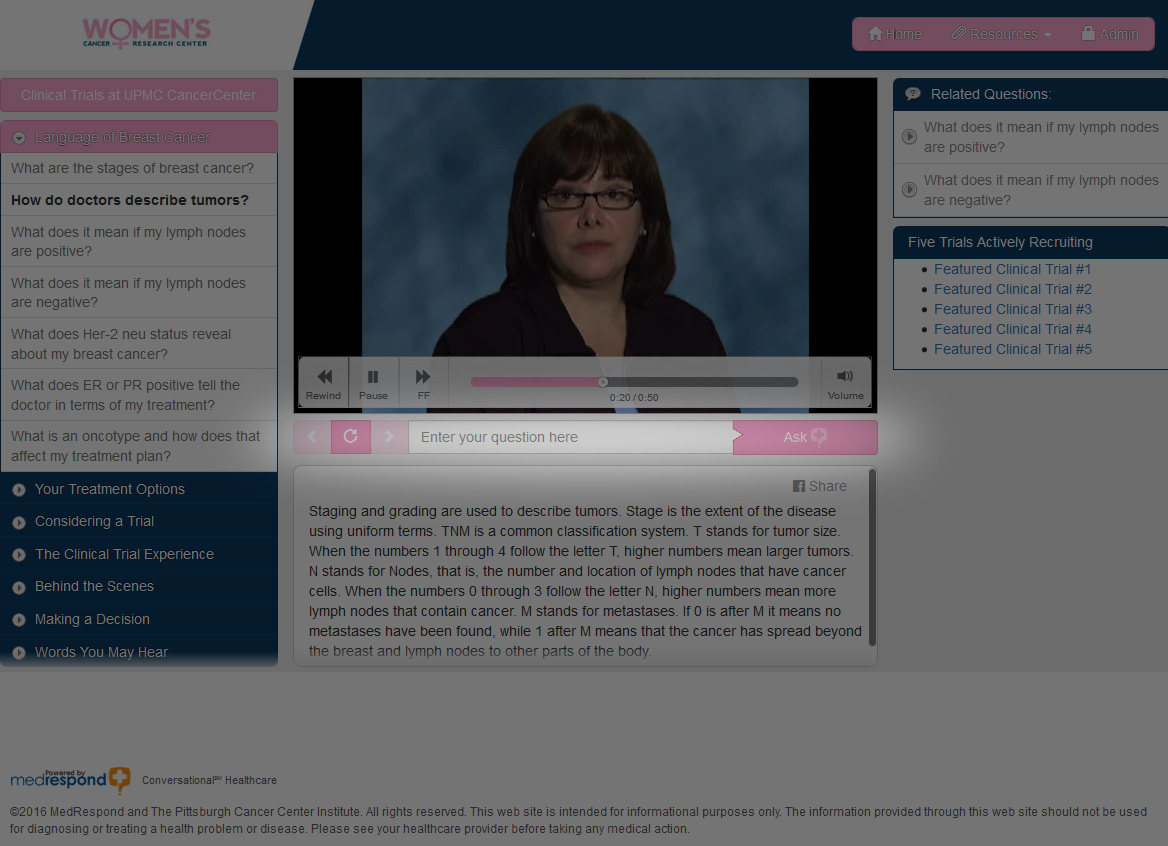 WOMEN'S
CANCER RESEARCH CENTER
Home
Resources
Admin
Clinical Trials at UPMC CancerCenter
Language of Breast Cancer
What are the stages of breast cancer?
How do doctors describe tumors?
What does it mean if my lymph nodes
are positive?
What does it mean if my lymph nodes
are negative?
What does Her-2 neu status reveal
about my breast cancer?
What does ER or PR positive tell the
doctor in terms of my treatment?
What is an oncotype and how does that
affect my treatment plan?
Your Treatment Options
Considering a Trial
The Clinical Trial Experience
Behind the Scenes
Making a Decision
Words You May Hear
Rewind
Pause
FF
0:20 / 0:50
Volume
Enter your question here
Ask
Share
Staging and grading are used to describe tumors. Stage is the extent of the disease
using uniform terms. TNM is a common classification system. T stands for tumor size.
When the numbers 1 through 4 follow the letter T, higher numbers mean larger tumors.
N stands for Nodes, that is, the number and location of lymph nodes that have cancer
cells. When the numbers 0 through 3 follow the letter N, higher numbers mean more
lymph nodes that contain cancer. M stands for metastases. If 0 is after M it means no
metastases have been found, while 1 after M means that the cancer has spread beyond
the breast and lymph nodes to other parts of the body.
Related Questions:
What does it mean if my lymph nodes
are positive?
What does it mean if my lymph nodes
are negative?
Five Trials Actively Recruiting
Featured Clinical Trial #1
Featured Clinical Trial #2
Featured Clinical Trial #3
Featured Clinical Trial #4
Featured Clinical Trial #5
Powered by
medrespond
Conversational℠ Healthcare
©2016 MedRespond and The Pittsburgh Cancer Center Institute. All rights reserved. This web site is intended for informational purposes only. The information provided through this web site should not be used
for diagnosing or treating a health problem or disease. Please see your healthcare provider before taking any medical action.